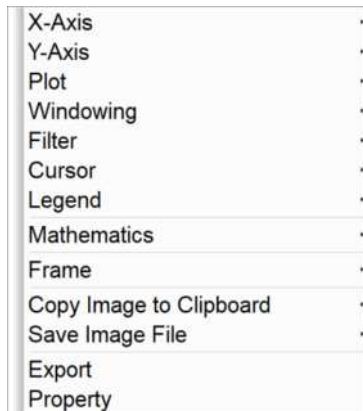 X-Axis
Y-Axis
Plot
Windowing
Filter
Cursor
Legend
Mathematics
Frame
Copy Image to Clipboard
Save Image File
Export
Property